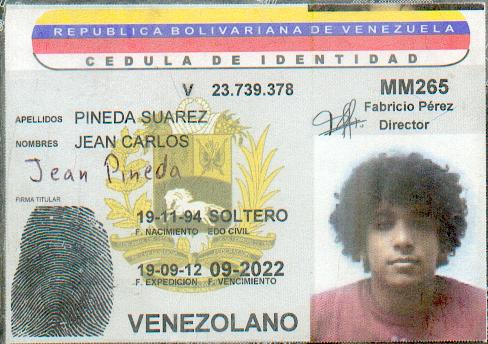 REPUBLICA BOLIVARIANA DE VENEZUELA
CEDULA DE IDENTIDAD
V 23.739.378
MM265
Fabricio Pérez
Director
APELLIDOS PINEDA SUAREZ
NOMBRES JEAN CARLOS
Jean Pineda
FIRMA TITULAR
19-11-94 SOLTERO
F. NACIMIENTO EDO CIVIL
19-09-12 09-2022
F. EXPEDICION F. VENCIMIENTO
VENEZOLANO